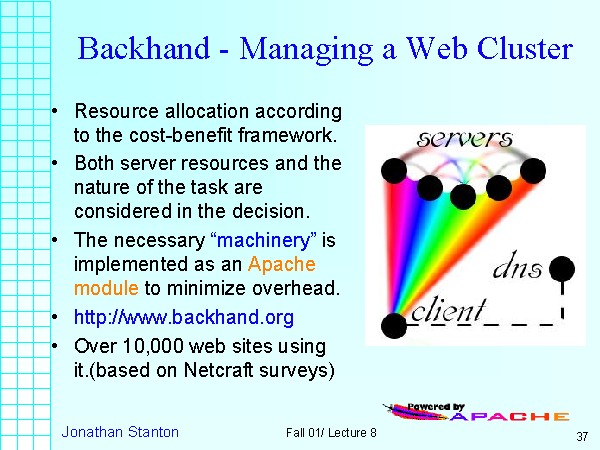 Backhand - Managing a Web Cluster
• Resource allocation according
to the cost-benefit framework.
• Both server resources and the
nature of the task are
considered in the decision.
• The necessary “machinery” is
implemented as an Apache
module to minimize overhead.
• http://www.backhand.org
• Over 10,000 web sites using
it.(based on Netcraft surveys)
servers
dns
client
Powered by
APACHE
Jonathan Stanton
Fall 01/ Lecture 8
37